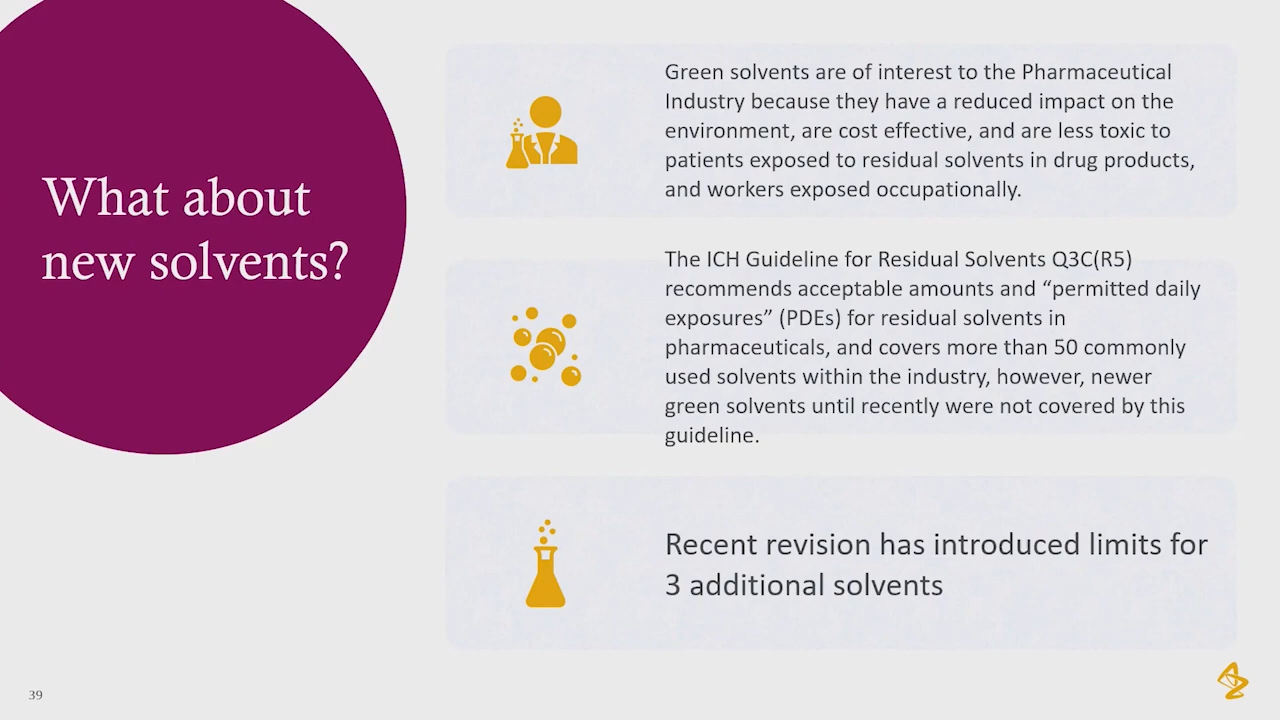 What about
new solvents?
Green solvents are of interest to the Pharmaceutical
Industry because they have a reduced impact on the
environment, are cost effective, and are less toxic to
patients exposed to residual solvents in drug products,
and workers exposed occupationally.
The ICH Guideline for Residual Solvents Q3C(R5)
recommends acceptable amounts and “permitted daily
exposures” (PDEs) for residual solvents in
pharmaceuticals, and covers more than 50 commonly
used solvents within the industry, however, newer
green solvents until recently were not covered by this
guideline.
Recent revision has introduced limits for
3 additional solvents
39